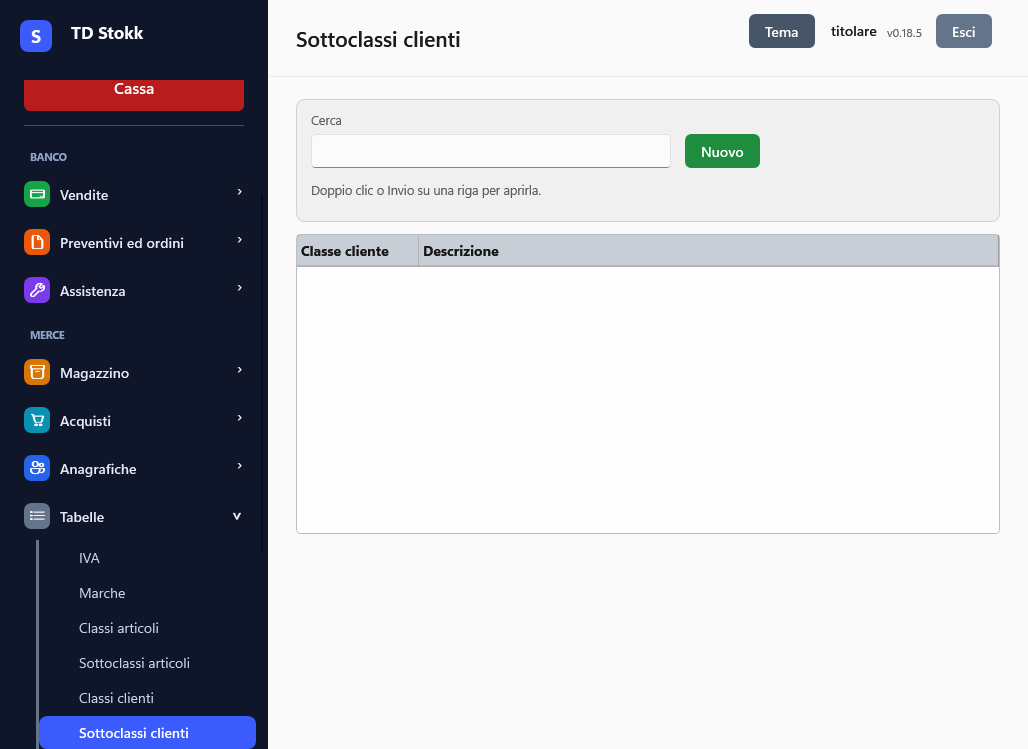 S
TD Stokk
Cassa
BANCO
Vendite
Preventivi ed ordini
Assistenza
MERCE
Magazzino
Acquisti
Anagrafiche
Tabelle
IVA
Marche
Classi articoli
Sottoclassi articoli
Classi clienti
Sottoclassi clienti
Sottoclassi clienti
Tema
titolare
v0.18.5
Esci
Cerca
Nuovo
Doppio clic o Invio su una riga per aprirla.
Classe cliente
Descrizione